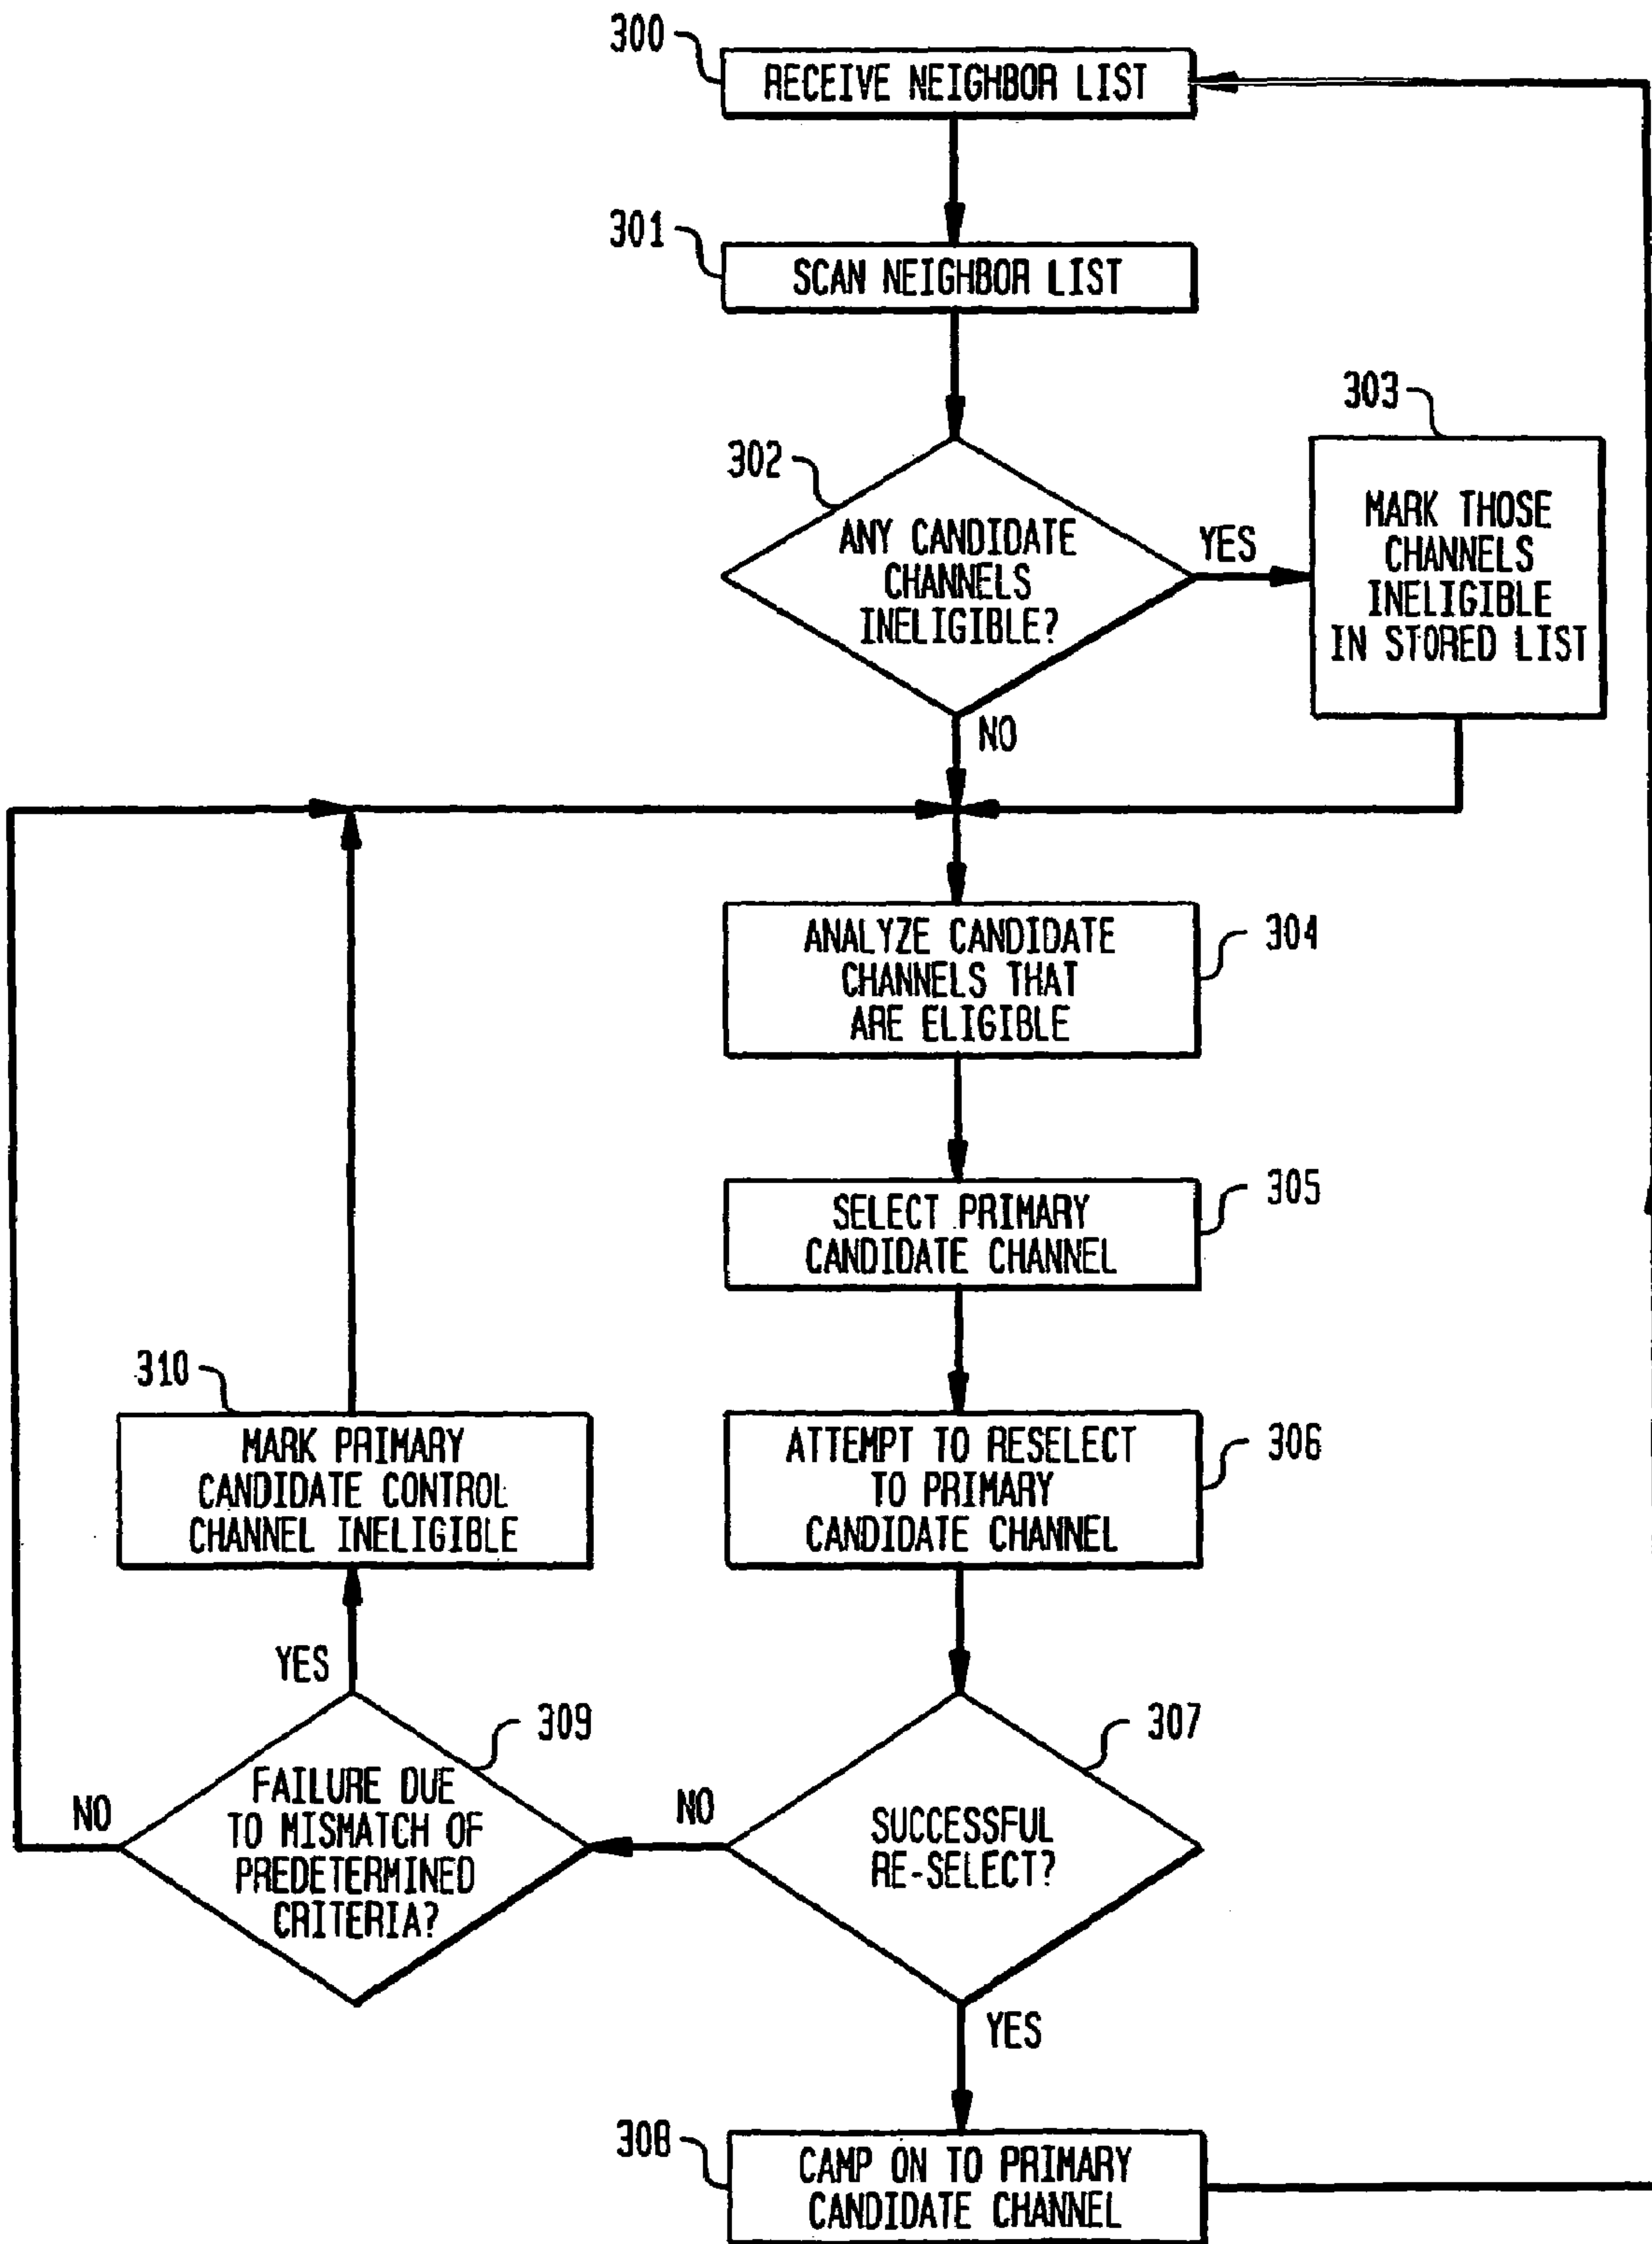 300
RECEIVE NEIGHBOR LIST
301
SCAN NEIGHBOR LIST
302
ANY CANDIDATE
CHANNELS
INELIGIBLE?
YES
303
MARK THOSE
CHANNELS
INELIGIBLE
IN STORED LIST
NO
ANALYZE CANDIDATE
CHANNELS THAT
ARE ELIGIBLE
304
SELECT PRIMARY
CANDIDATE CHANNEL
305
310
MARK PRIMARY
CANDIDATE CONTROL
CHANNEL INELIGIBLE
ATTEMPT TO RESELECT
TO PRIMARY
CANDIDATE CHANNEL
306
YES
309
FAILURE DUE
TO MISMATCH OF
PREDETERMINED
CRITERIA?
NO
NO
307
SUCCESSFUL
RE-SELECT?
YES
308
CAMP ON TO PRIMARY
CANDIDATE CHANNEL